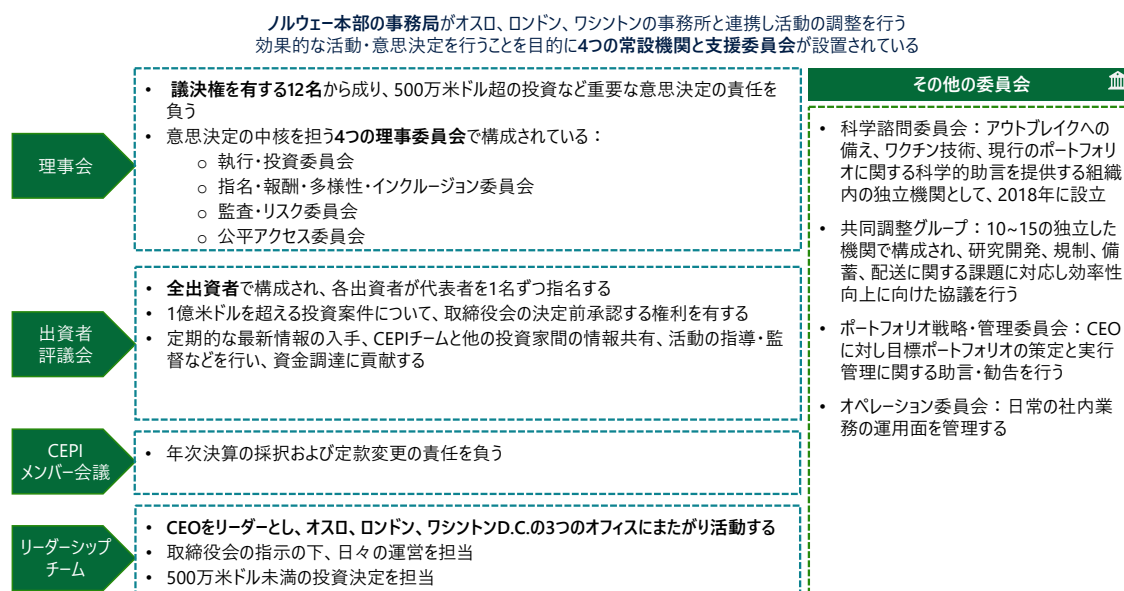 ノルウェー本部の事務局がオスロ、ロンドン、ワシントンの事務所と連携し活動の調整を行う
効果的な活動・意思決定を行うことを目的に4つの常設機関と支援委員会が設置されている
理事会
• 議決権を有する12名から成り、500万米ドル超の投資など重要な意思決定の責任を
負う
• 意思決定の中核を担う4つの理事委員会で構成されている：
○ 執行・投資委員会
○ 指名・報酬・多様性・インクルージョン委員会
○ 監査・リスク委員会
○ 公平アクセス委員会
出資者
評議会
• 全出資者で構成され、各出資者が代表者を1名ずつ指名する
• 1億米ドルを超える投資案件について、取締役会の決定前承認する権利を有する
• 定期的な最新情報の入手、CEPIチームと他の投資家間の情報共有、活動の指導・監
督などを行い、資金調達に貢献する
CEPI
メンバー会議
• 年次決算の採択および定款変更の責任を負う
リーダーシップ
チーム
• CEOをリーダーとし、オスロ、ロンドン、ワシントンD.C.の3つのオフィスにまたがり活動する
• 取締役会の指示の下、日々の運営を担当
• 500万米ドル未満の投資決定を担当
その他の委員会
• 科学諮問委員会：アウトブレイクへの
備え、ワクチン技術、現行のポートフォリ
オに関する科学的助言を提供する組織
内の独立機関として、2018年に設立
• 共同調整グループ：10~15の独立した
機関で構成され、研究開発、規制、備
蓄、配送に関する課題に対応し効率性
向上に向けた協議を行う
• ポートフォリオ戦略・管理委員会：CEO
に対し目標ポートフォリオの策定と実行
管理に関する助言・勧告を行う
• オペレーション委員会：日常の社内業
務の運用面を管理する